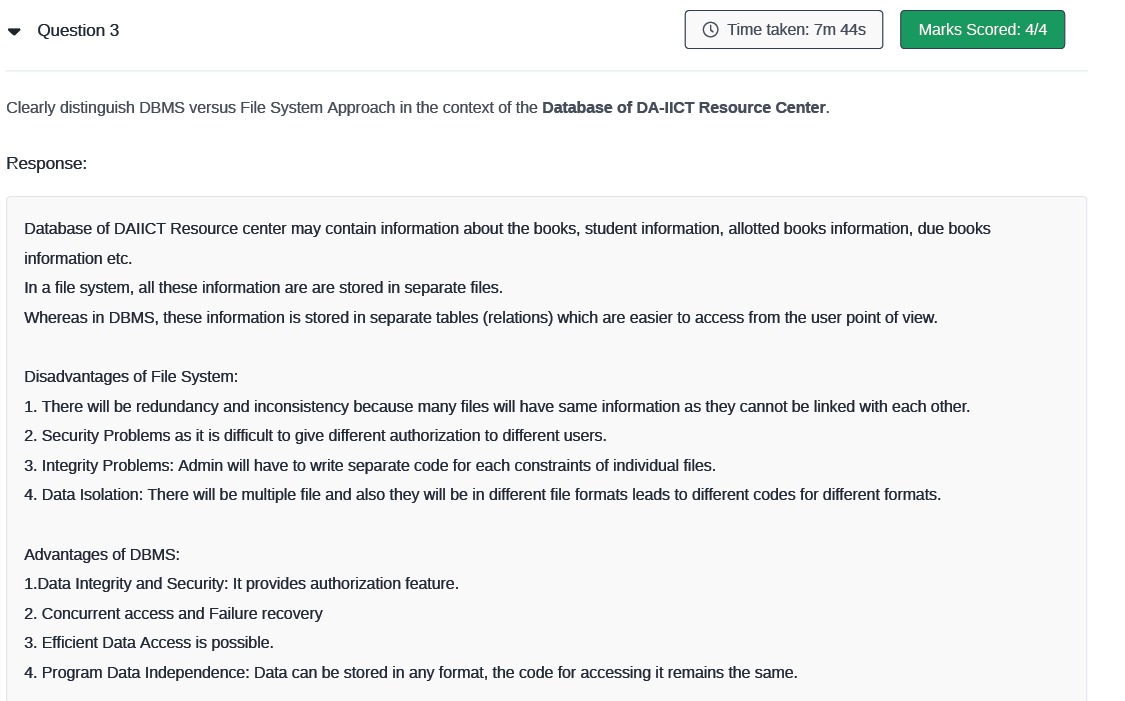 Question 3
Time taken: 7m 44s
Marks Scored: 4/4
Clearly distinguish DBMS versus File System Approach in the context of the Database of DA-IICT Resource Center.
Response:
Database of DAIICT Resource center may contain information about the books, student information, allotted books information, due books
information etc.
In a file system, all these information are are stored in separate files.
Whereas in DBMS, these information is stored in separate tables (relations) which are easier to access from the user point of view.
Disadvantages of File System:
1. There will be redundancy and inconsistency because many files will have same information as they cannot be linked with each other.
2. Security Problems as it is difficult to give different authorization to different users.
3. Integrity Problems: Admin will have to write separate code for each constraints of individual files.
4. Data Isolation: There will be multiple file and also they will be in different file formats leads to different codes for different formats.
Advantages of DBMS:
1.Data Integrity and Security: It provides authorization feature.
2. Concurrent access and Failure recovery
3. Efficient Data Access is possible.
4. Program Data Independence: Data can be stored in any format, the code for accessing it remains the same.